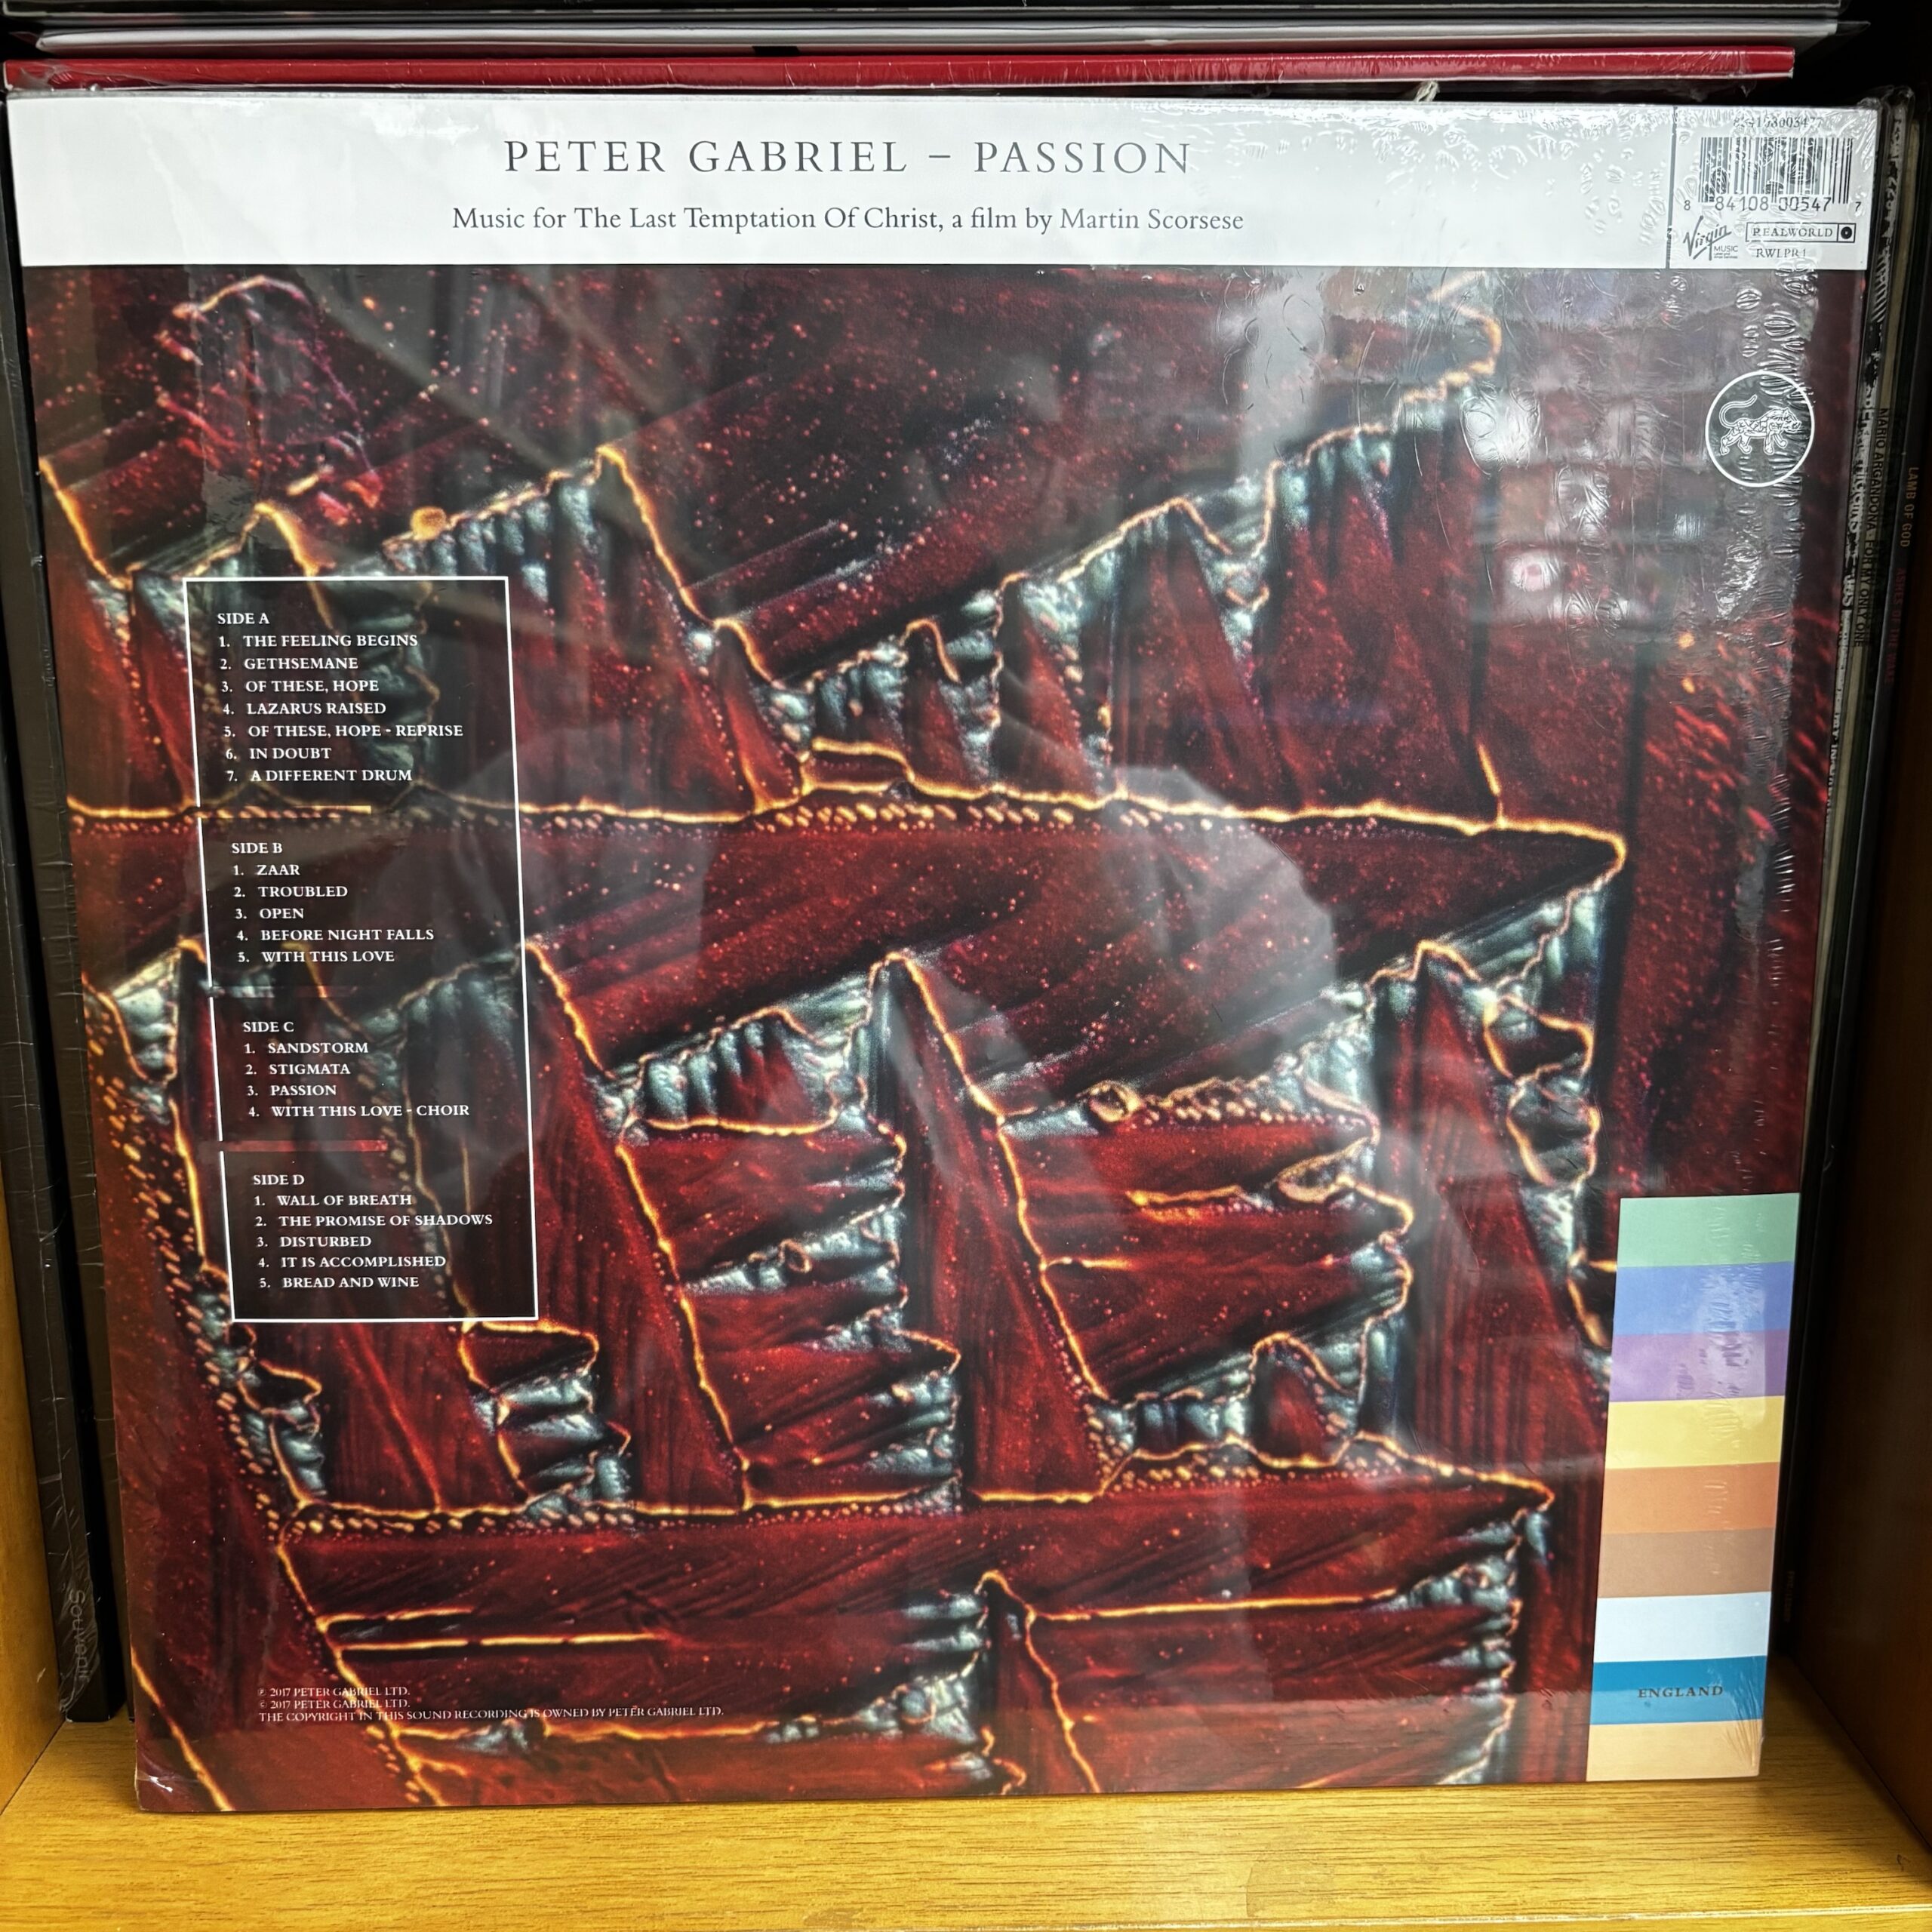 PETER GABRIEL – PASSION
Music for The Last Temptation Of Christ, a film by Martin Scorsese
8 84108 00547 7
Virgin
MUSIC
REALWORLD
RWLPR1
SIDE A
1. THE FEELING BEGINS
2. GETHSEMANE
3. OF THESE, HOPE
4. LAZARUS RAISED
5. OF THESE, HOPE - REPRISE
6. IN DOUBT
7. A DIFFERENT DRUM
SIDE B
1. ZAAR
2. TROUBLED
3. OPEN
4. BEFORE NIGHT FALLS
5. WITH THIS LOVE
SIDE C
1. SANDSTORM
2. STIGMATA
3. PASSION
4. WITH THIS LOVE - CHOIR
SIDE D
1. WALL OF BREATH
2. THE PROMISE OF SHADOWS
3. DISTURBED
4. IT IS ACCOMPLISHED
5. BREAD AND WINE
℗ 2017 PETER GABRIEL LTD.
© 2017 PETER GABRIEL LTD.
THE COPYRIGHT IN THIS SOUND RECORDING IS OWNED BY PETER GABRIEL LTD.
ENGLAND
LAMB OF GOD
Souvenir